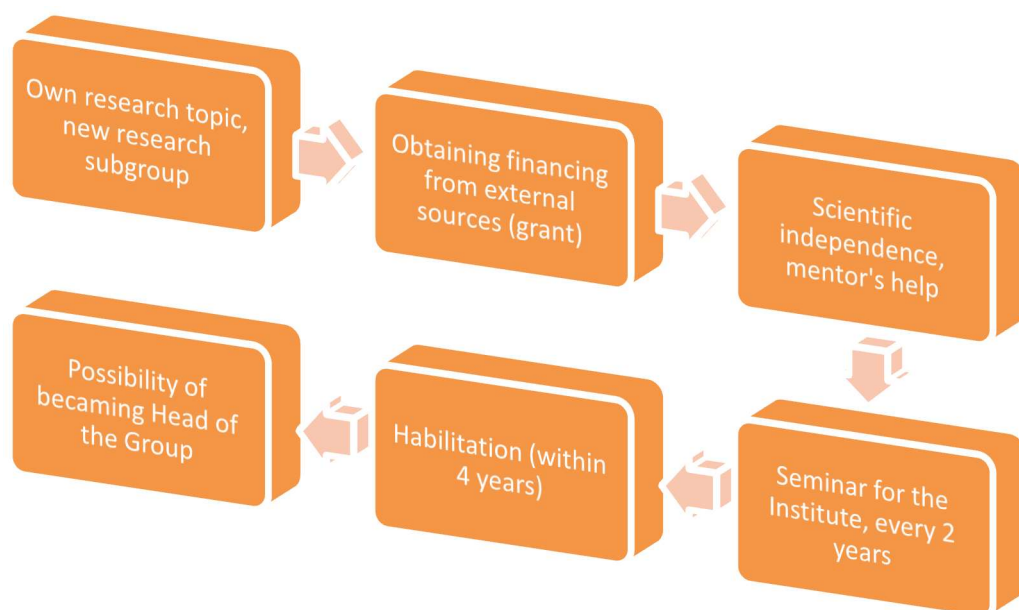 Own research topic,
new research
subgroup
Obtaining financing
from external
sources (grant)
Scientific
independence,
mentor's help
Seminar for the
Institute, every 2
years
Habilitation (within
4 years)
Possibility of
becaming Head of
the Group